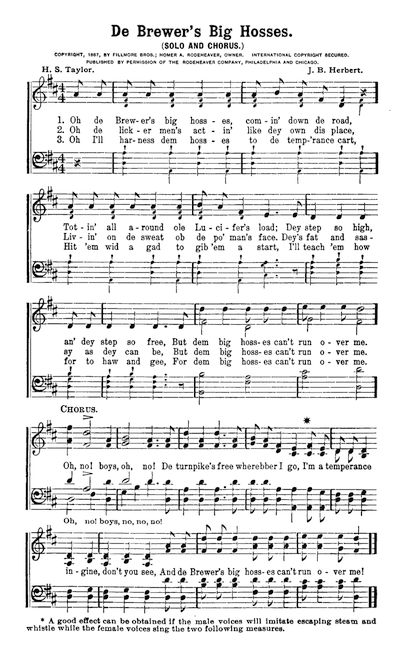 De Brewer's Big Hosses.
(SOLO AND CHORUS.)
COPYRIGHT, 1887, BY FILLMORE BROS.; HOMER A. RODEHEAVER, OWNER. INTERNATIONAL COPYRIGHT SECURED.
PUBLISHED BY PERMISSION OF THE RODEHEAVER COMPANY, PHILADELPHIA AND CHICAGO.
H. S. Taylor. J. B. Herbert.
1. Oh de Brew-er's big hoss-es, com-in' down de road,
2. Oh de lick-er men's act-in' like dey own dis place,
3. Oh I'll har-ness dem hoss-es to de temp-'rance cart,
Tot-in' all a-round ole Lu-ci-fer's load; Dey step so high,
Liv-in' on de sweat ob de po' man's face. Dey's fat and sas-
Hit 'em wid a gad to gib 'em a start, I'll teach 'em how
an' dey step so free, But dem big hoss-es can't run o-ver me.
sy as dey can be, But dem big hoss-es can't run o-ver me.
for to haw and gee, For dem big hoss-es can't run o-ver me.
CHORUS.
*
Oh, no! boys, oh, no! De turnpike's free wherebber I go, I'm a temperance
Oh, no! boys, no, no, no!
in-gine, don't you see, And de Brewer's big hoss-es can't run o-ver me!
* A good effect can be obtained if the male voices will imitate escaping steam and
whistle while the female voices sing the two following measures.